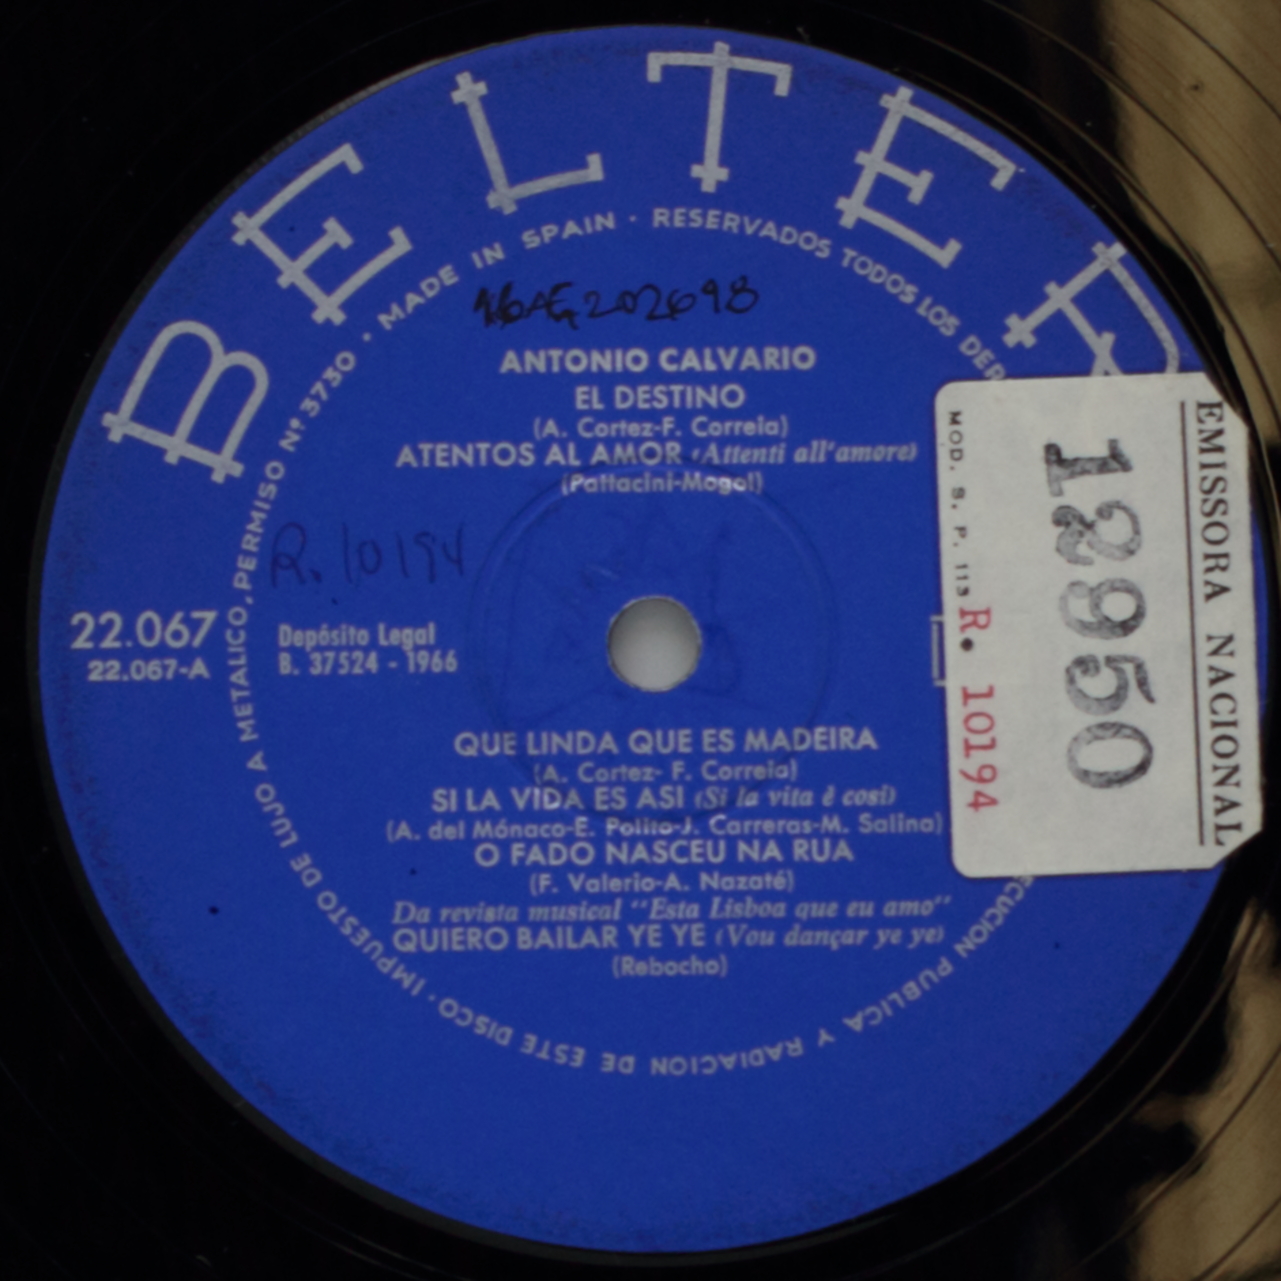 BELTER
MADE IN SPAIN · RESERVADOS TODOS LOS
ANTONIO CALVARIO
EL DESTINO
(A. Cortez-F. Correia)
ATENTOS AL AMOR (Attenti all'amore)
(Pattacini-Mogol)
R. 10194
22.067
22.067-A
Depósito Legal
B. 37524 - 1966
QUE LINDA QUE ES MADEIRA
(A. Cortez- F. Correia)
SI LA VIDA ES ASI (Si la vita è cosi)
(A. del Mónaco-E. Polito-J. Carreras-M. Salina)
O FADO NASCEU NA RUA
(F. Valerio-A. Nazaté)
Da revista musical "Esta Lisboa que eu amo"
QUIERO BAILAR YE YE (Vou dançar ye ye)
(Rebocho)
PUBLICA Y RADIACION DE ESTE DISCO · IMPUESTO DE LUJO A METALICO, PERMISO Nº 3730 ·
EMISSORA NACIONAL
12950
R. 10194
MOD. S. P. 113